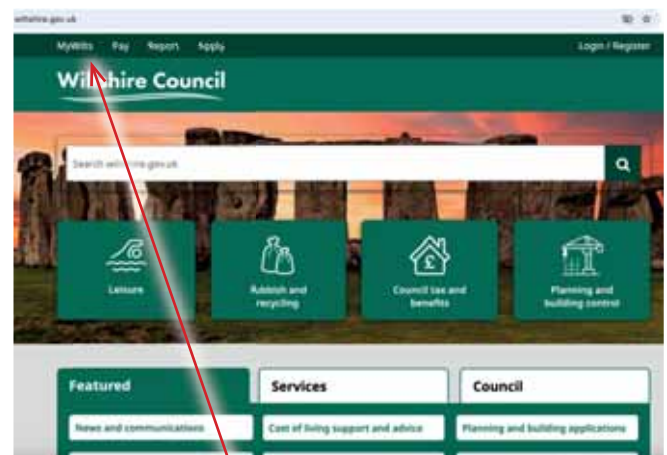 wiltshire.gov.uk
MyWilts Pay Report Apply Login / Register
Wiltshire Council
Search wiltshire.gov.uk
Leisure
Rubbish and recycling
Council tax and benefits
Planning and building control
Featured
Services
Council
News and communications
Cost of living support and advice
Planning and building applications